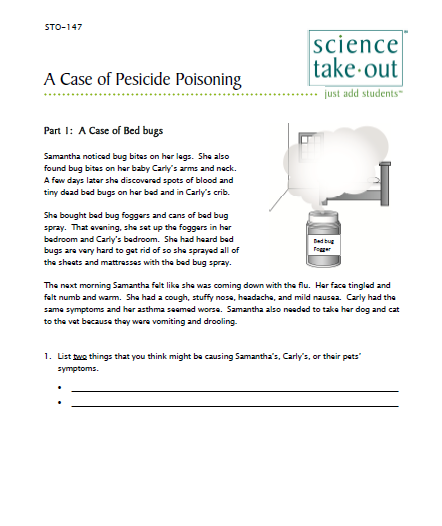 STO-147
science
take·out
just add students™
A Case of Pesicide Poisoning
Part 1: A Case of Bed bugs
Samantha noticed bug bites on her legs. She also
found bug bites on her baby Carly's arms and neck.
A few days later she discovered spots of blood and
tiny dead bed bugs on her bed and in Carly's crib.
She bought bed bug foggers and cans of bed bug
spray. That evening, she set up the foggers in her
bedroom and Carly's bedroom. She had heard bed
bugs are very hard to get rid of so she sprayed all of
the sheets and mattresses with the bed bug spray.
Bed bug
Fogger
The next morning Samantha felt like she was coming down with the flu. Her face tingled and
felt numb and warm. She had a cough, stuffy nose, headache, and mild nausea. Carly had the
same symptoms and her asthma seemed worse. Samantha also needed to take her dog and cat
to the vet because they were vomiting and drooling.
1. List two things that you think might be causing Samantha's, Carly's, or their pets'
symptoms.